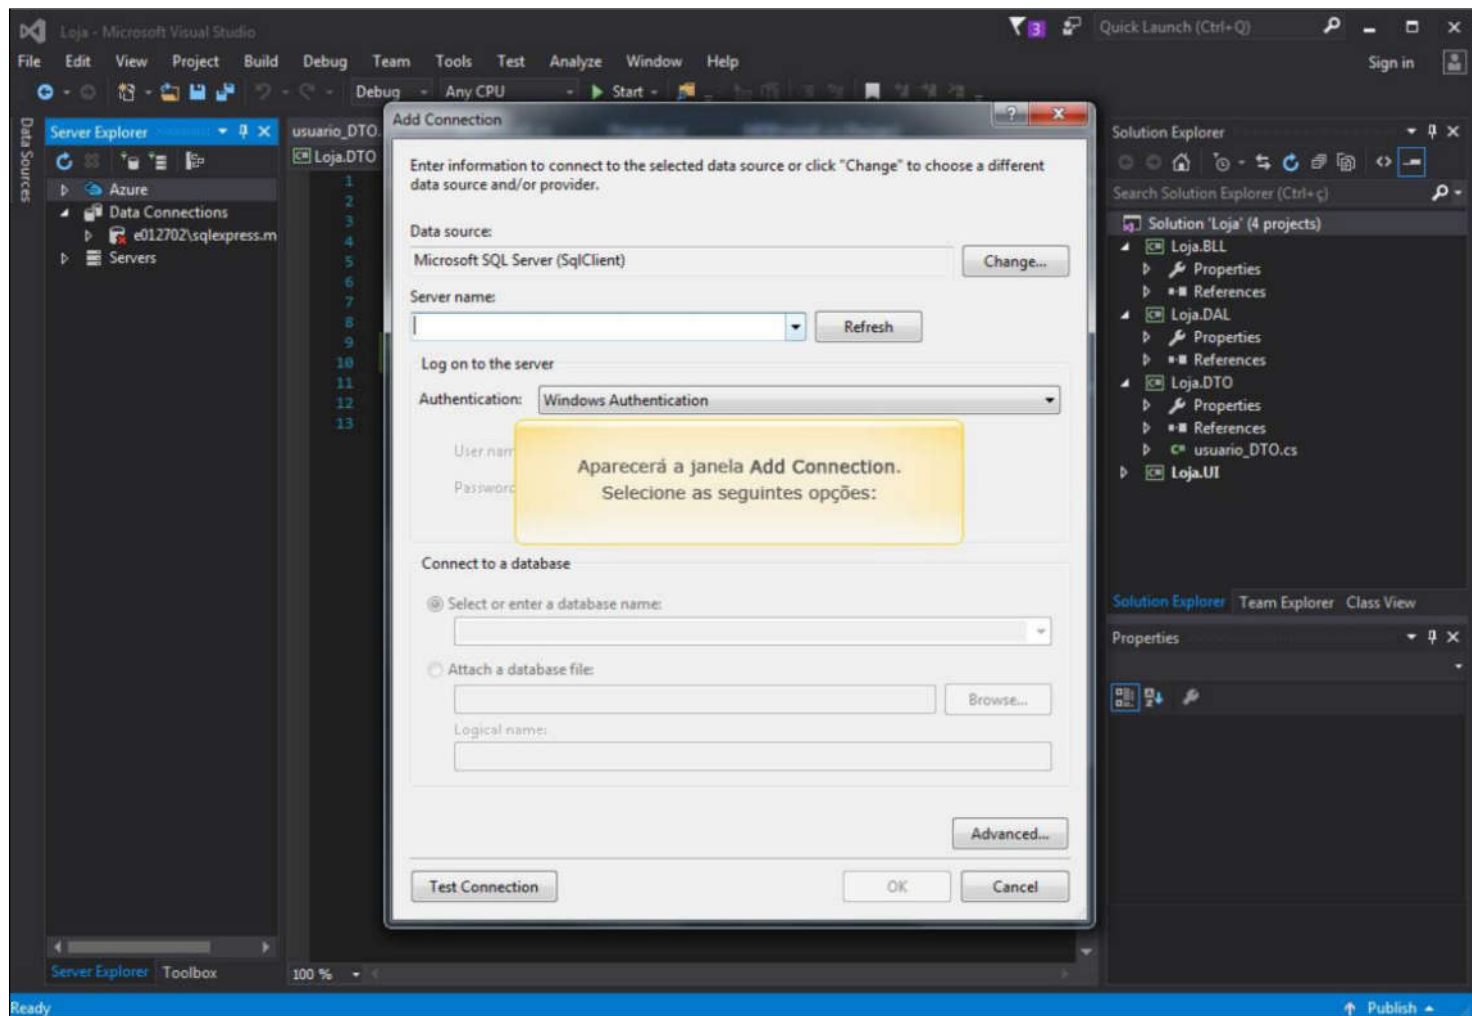 Loja - Microsoft Visual Studio
3
Quick Launch (Ctrl+Q)
File Edit View Project Build Debug Team Tools Test Analyze Window Help
Sign in
Debug Any CPU Start
Data Sources
Server Explorer
Azure
Data Connections
e012702\sqlexpress.m
Servers
usuario_DTO.
Loja.DTO
1
2
3
4
5
6
7
8
9
10
11
12
13
Add Connection
Enter information to connect to the selected data source or click "Change" to choose a different
data source and/or provider.
Data source:
Microsoft SQL Server (SqlClient)
Change...
Server name:
Refresh
Log on to the server
Authentication: Windows Authentication
User nam
Password
Aparecerá a janela Add Connection.
Selecione as seguintes opções:
Connect to a database
Select or enter a database name:
Attach a database file:
Browse...
Logical name:
Advanced...
Test Connection
OK
Cancel
Solution Explorer
Search Solution Explorer (Ctrl+ç)
Solution 'Loja' (4 projects)
Loja.BLL
Properties
References
Loja.DAL
Properties
References
Loja.DTO
Properties
References
usuario_DTO.cs
Loja.UI
Solution Explorer Team Explorer Class View
Properties
Server Explorer Toolbox
100 %
Ready
Publish